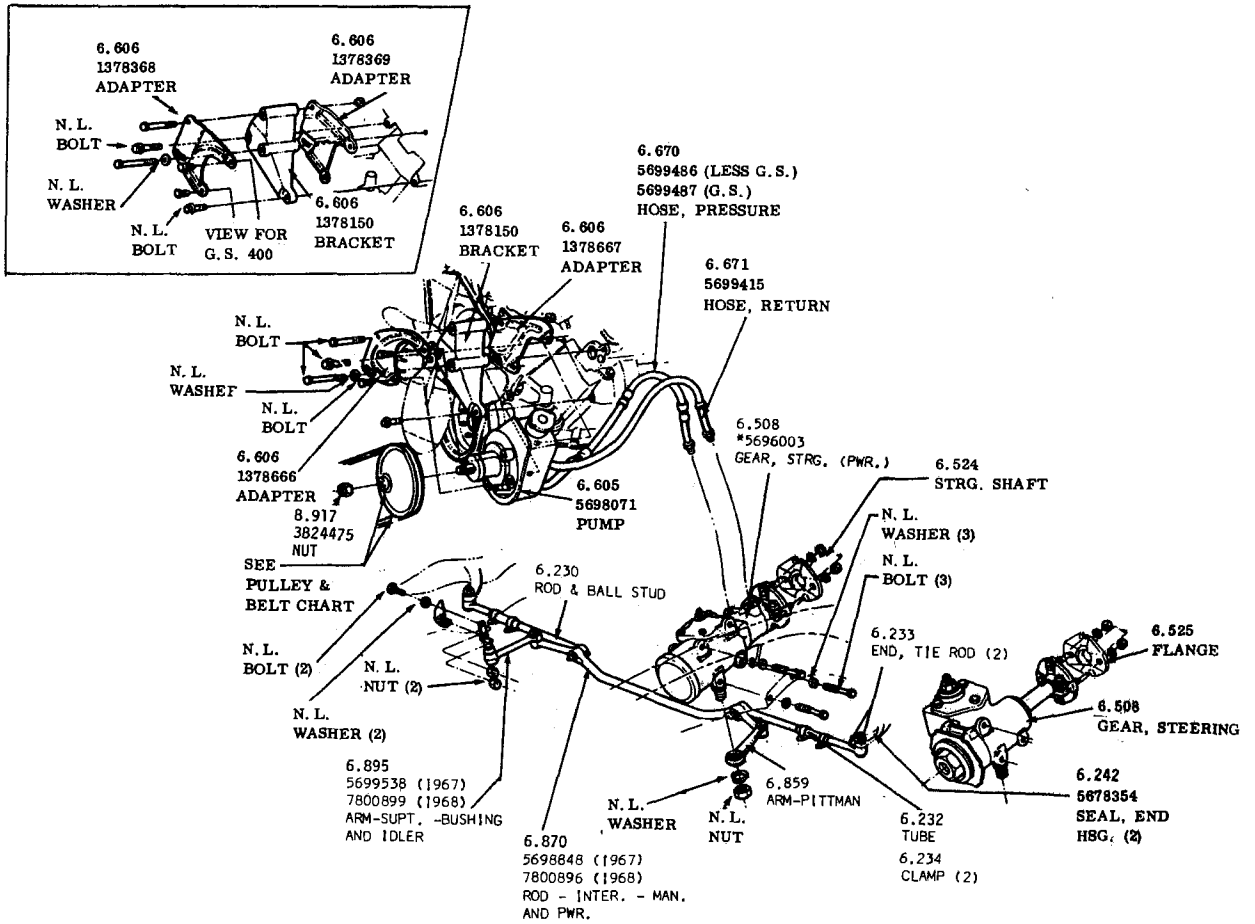 6.606
1378368
ADAPTER
6.606
1378369
ADAPTER
N. L.
BOLT
N. L.
WASHER
N. L.
BOLT
VIEW FOR
G.S. 400
6.606
1378150
BRACKET
6.606
1378150
BRACKET
6.606
1378667
ADAPTER
6.670
5699486 (LESS G.S.)
5699487 (G.S.)
HOSE, PRESSURE
6.671
5699415
HOSE, RETURN
N. L.
BOLT
N. L.
WASHEF
N. L.
BOLT
6.606
1378666
ADAPTER
8.917
3824475
NUT
SEE
PULLEY &
BELT CHART
6.605
5698071
PUMP
6.508
*5696003
GEAR, STRG. (PWR.)
6.524
STRG. SHAFT
N. L.
WASHER (3)
N. L.
BOLT (3)
6.230
ROD & BALL STUD
6.233
END, TIE ROD (2)
6.525
FLANGE
N. L.
BOLT (2)
N. L.
NUT (2)
N. L.
WASHER (2)
6.508
GEAR, STEERING
6.895
5699538 (1967)
7800899 (1968)
ARM-SUPT. -BUSHING
AND IDLER
6.870
5698848 (1967)
7800896 (1968)
ROD - INTER. - MAN.
AND PWR.
N. L.
WASHER
N. L.
NUT
6.859
ARM-PITTMAN
6.232
TUBE
6.234
CLAMP (2)
6.242
5678354
SEAL, END
HSG. (2)